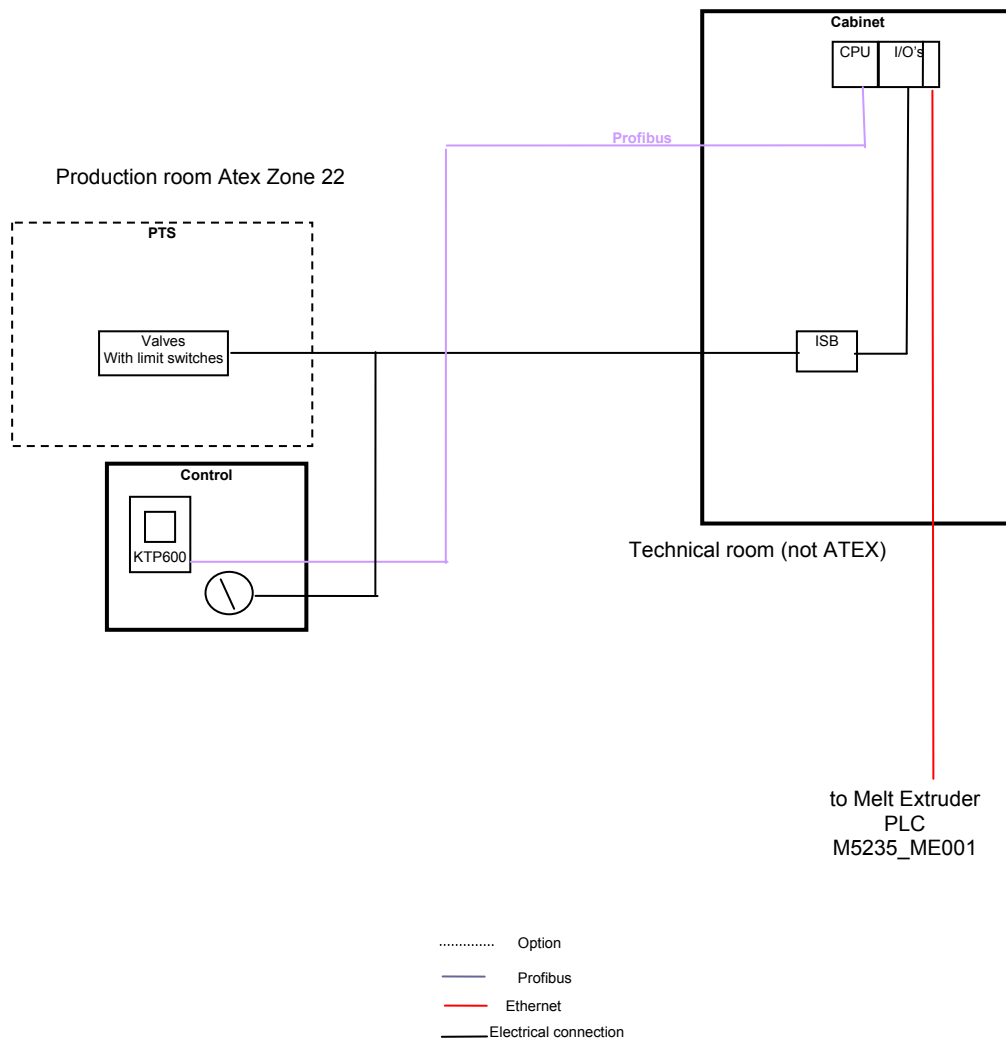 Cabinet
CPU
I/O's
Profibus
Production room Atex Zone 22
PTS
Valves
With limit switches
ISB
Control
KTP600
Technical room (not ATEX)
to Melt Extruder
PLC
M5235_ME001
Option
Profibus
Ethernet
Electrical connection